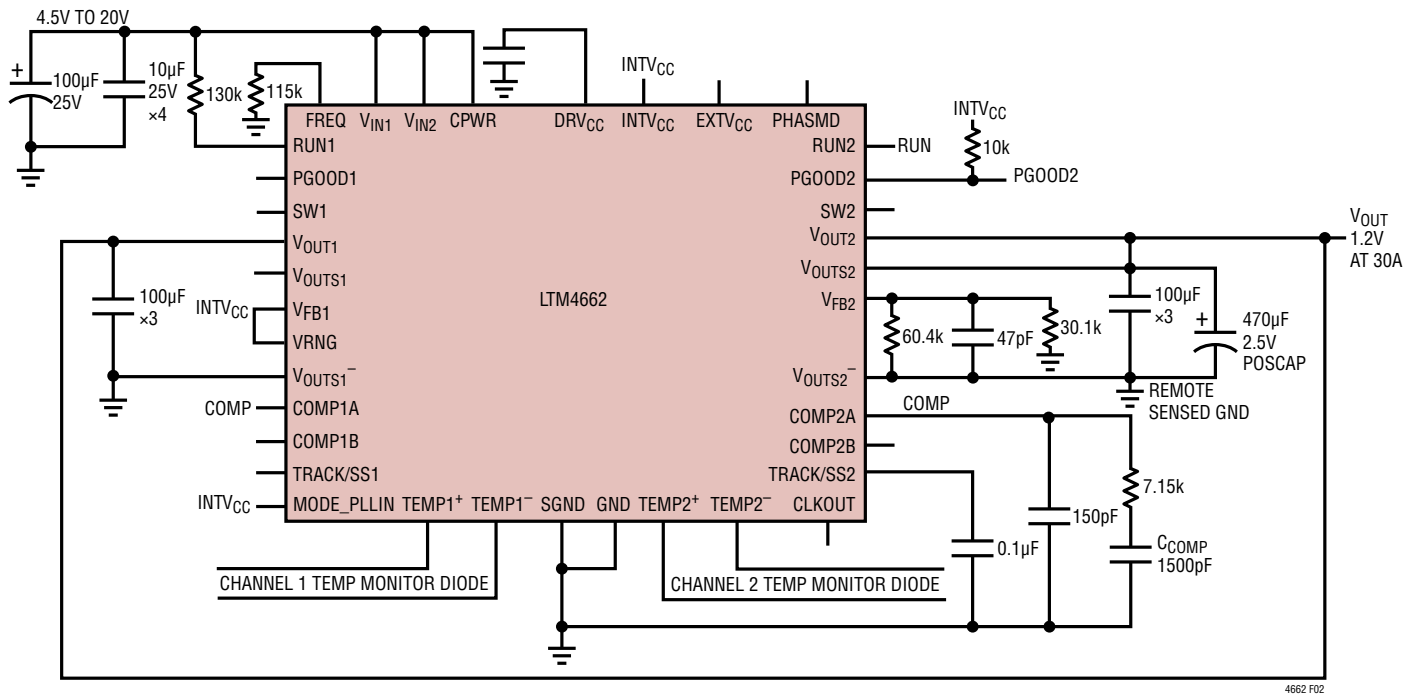 4.5V TO 20V
+
100µF
25V
10µF
25V
×4
130k
115k
INTVCC
INTVCC
10k
FREQ
VIN1
VIN2
CPWR
DRVCC
INTVCC
EXTVCC
PHASMD
RUN1
PGOOD1
SW1
VOUT1
VOUTS1
VFB1
VRNG
VOUTS1–
COMP1A
COMP1B
TRACK/SS1
MODE_PLLIN
TEMP1+
TEMP1–
SGND
GND
TEMP2+
TEMP2–
CLKOUT
LTM4662
RUN2
PGOOD2
SW2
VOUT2
VOUTS2
VFB2
VOUTS2–
COMP2A
COMP2B
TRACK/SS2
RUN
PGOOD2
VOUT
1.2V
AT 30A
100µF
×3
INTVCC
COMP
INTVCC
60.4k
47pF
30.1k
100µF
×3
+
470µF
2.5V
POSCAP
REMOTE
SENSED GND
COMP
7.15k
150pF
CCOMP
1500pF
0.1µF
CHANNEL 1 TEMP MONITOR DIODE
CHANNEL 2 TEMP MONITOR DIODE
4662 F02